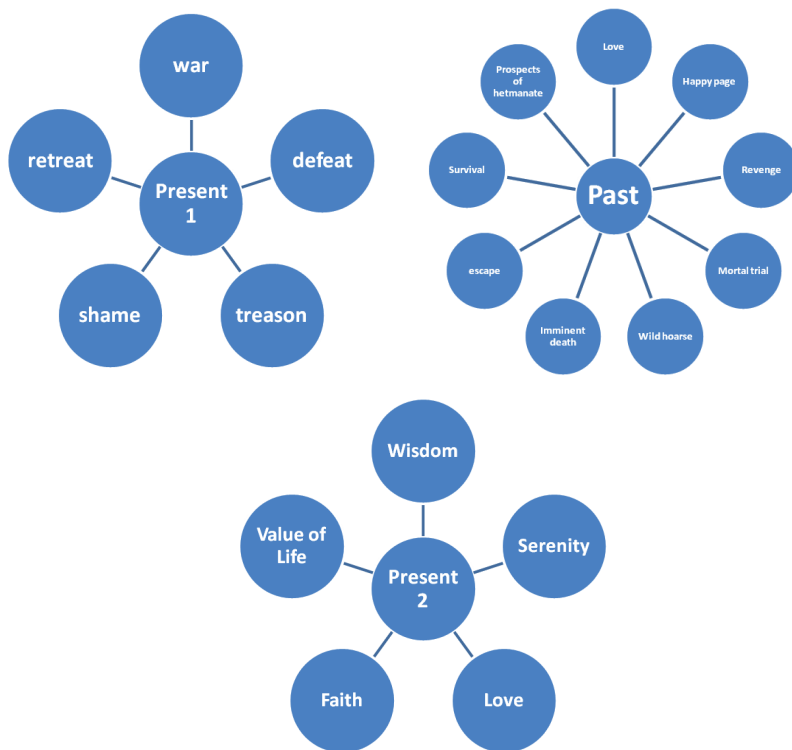 war
defeat
treason
shame
retreat
Present
1
Love
Happy page
Revenge
Mortal trial
Wild hoarse
Imminent
death
escape
Survival
Prospects
of
hetmanate
Past
Wisdom
Serenity
Love
Faith
Value of
Life
Present
2